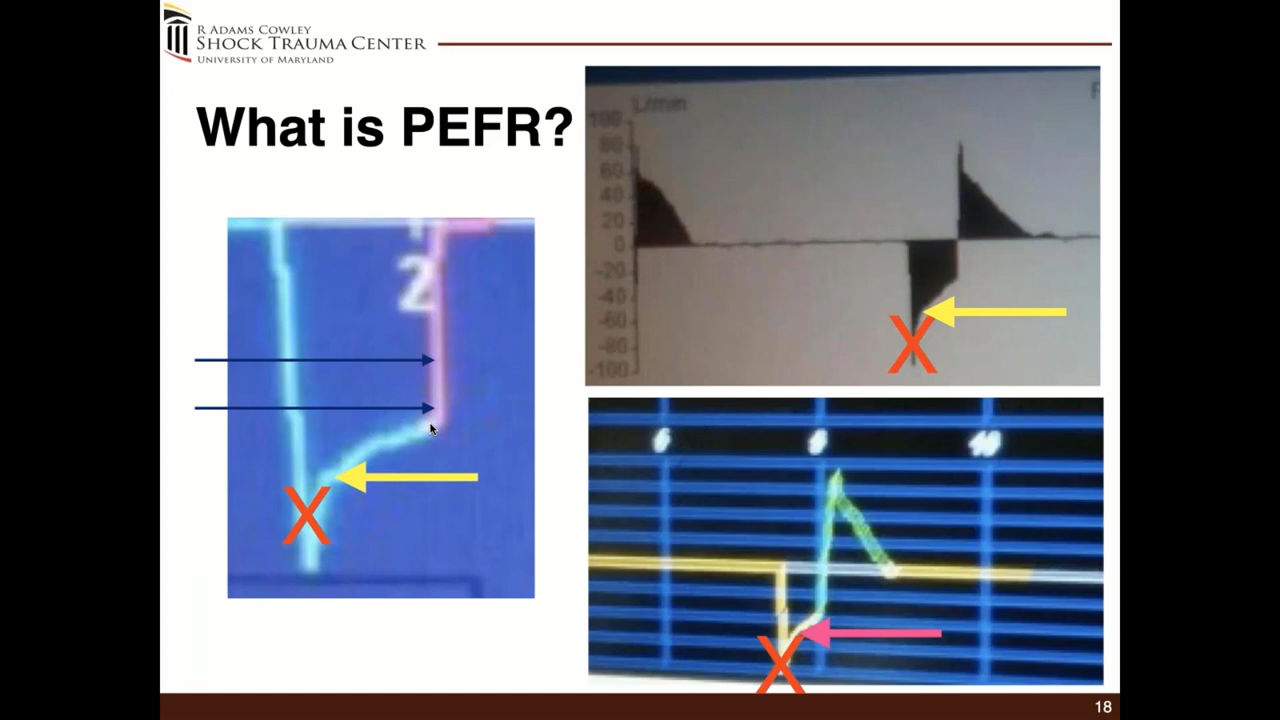 R ADAMS COWLEY
SHOCK TRAUMA CENTER
UNIVERSITY OF MARYLAND
What is PEFR?
L/min
100
80
60
40
20
0
-20
-40
-60
-80
-100
2
X
X
X
18